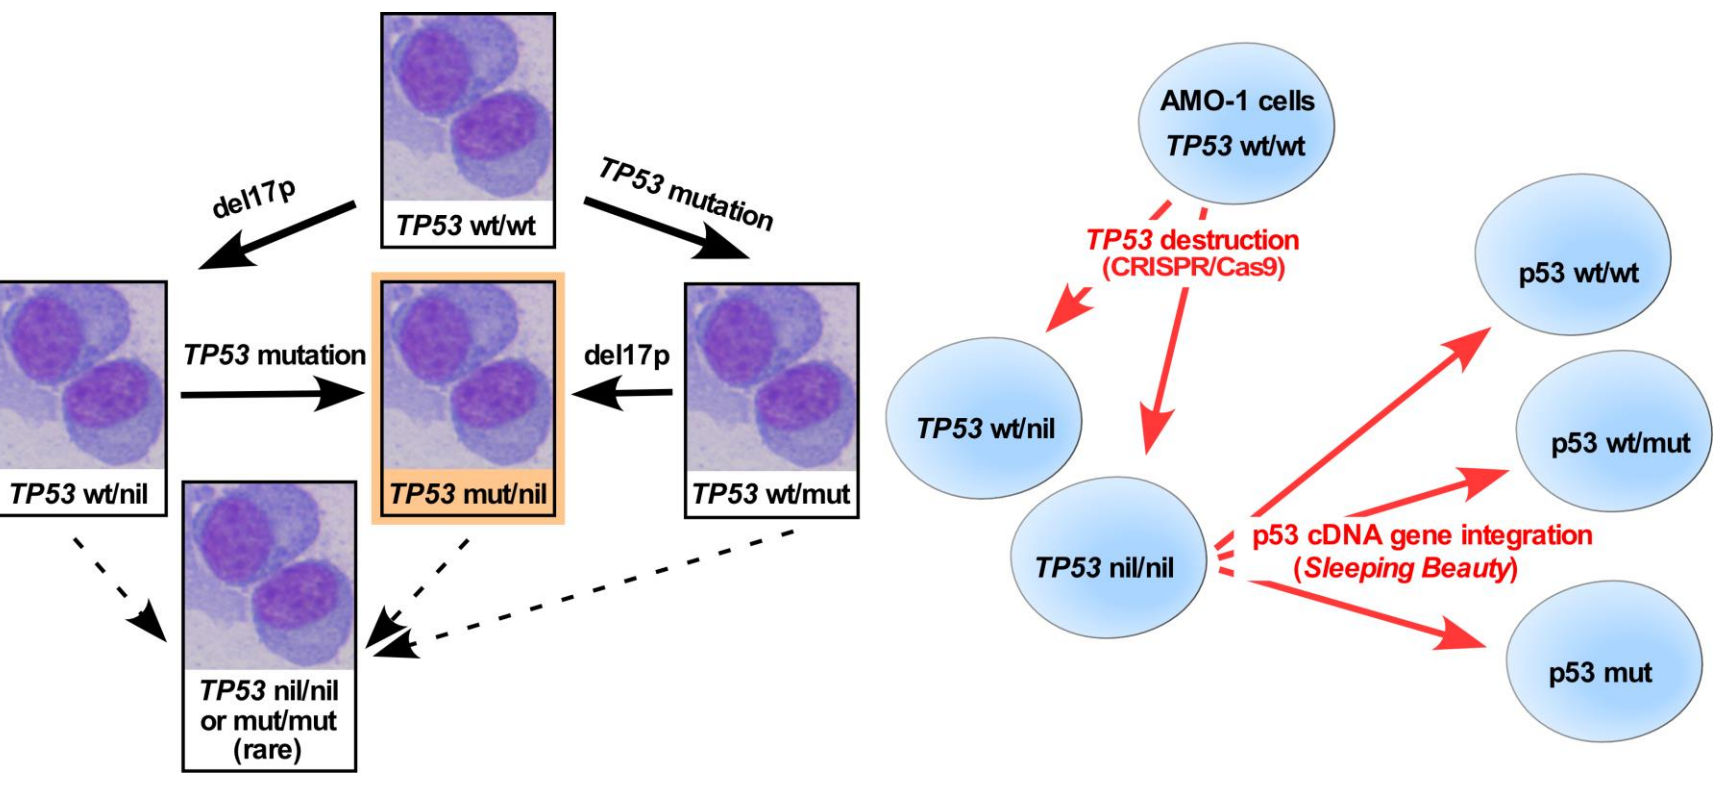 TP53 wt/wt
del17p
TP53 mutation
TP53 wt/nil
TP53 mutation
TP53 mut/nil
del17p
TP53 wt/mut
TP53 nil/nil
or mut/mut
(rare)
AMO-1 cells
TP53 wt/wt
TP53 destruction
(CRISPR/Cas9)
TP53 wt/nil
TP53 nil/nil
p53 cDNA gene integration
(Sleeping Beauty)
p53 wt/wt
p53 wt/mut
p53 mut